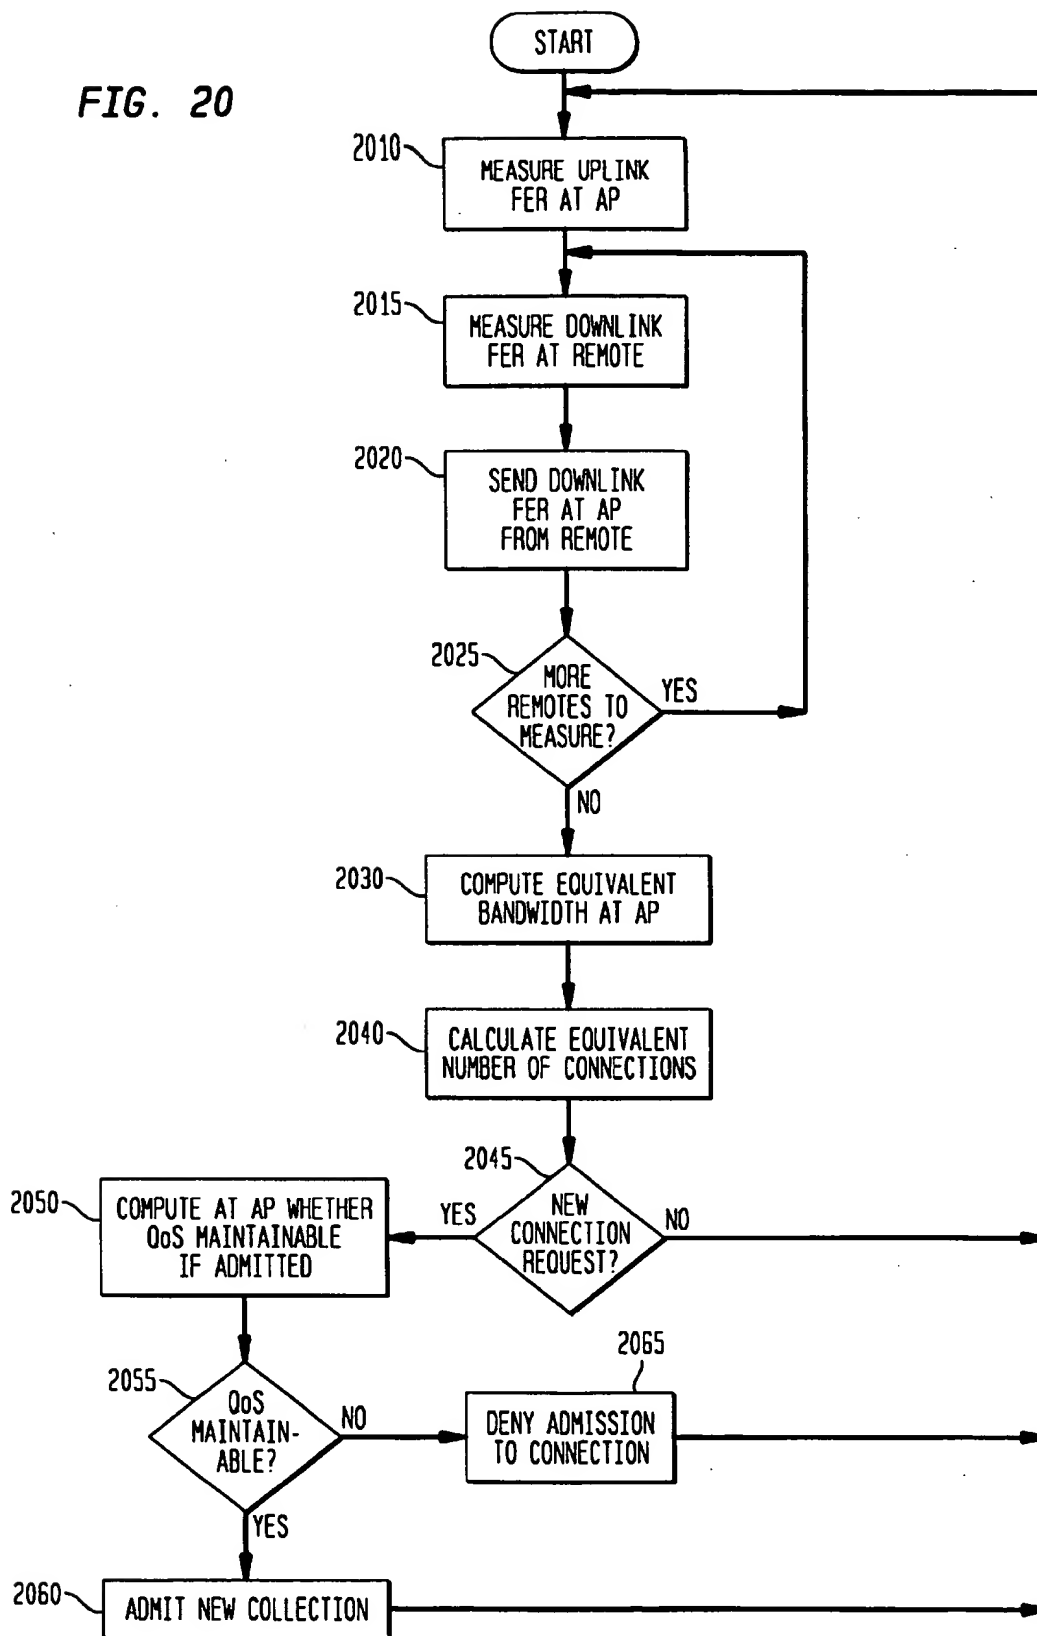 START
FIG. 20
2010
MEASURE UPLINK
FER AT AP
2015
MEASURE DOWNLINK
FER AT REMOTE
2020
SEND DOWNLINK
FER AT AP
FROM REMOTE
2025
MORE
REMOTES TO
MEASURE?
YES
NO
2030
COMPUTE EQUIVALENT
BANDWIDTH AT AP
2040
CALCULATE EQUIVALENT
NUMBER OF CONNECTIONS
2045
NEW
CONNECTION
REQUEST?
YES
NO
2050
COMPUTE AT AP WHETHER
QoS MAINTAINABLE
IF ADMITTED
2055
QoS
MAINTAIN-
ABLE?
NO
YES
2065
DENY ADMISSION
TO CONNECTION
2060
ADMIT NEW COLLECTION